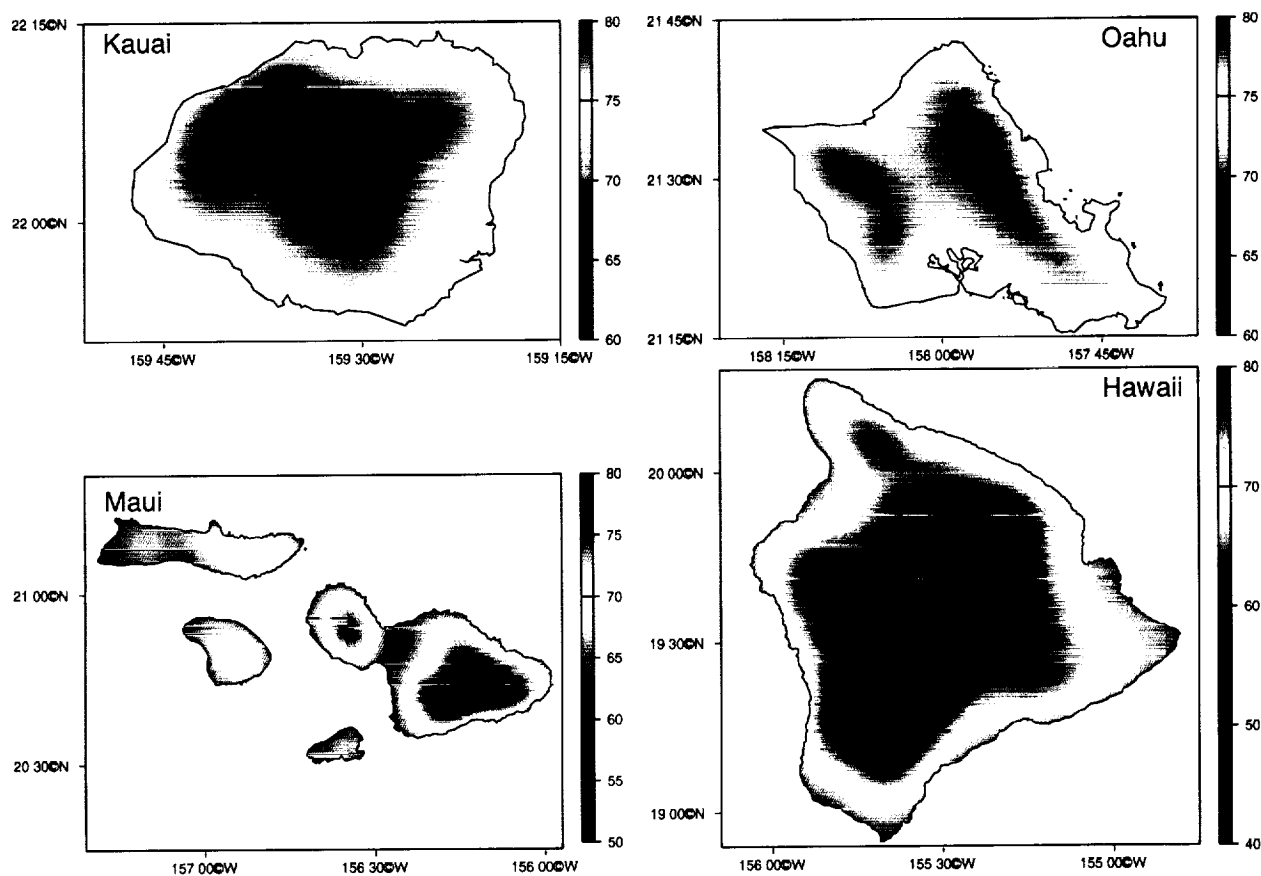 Kauai
22 15©N
22 00©N
159 45©W
159 30©W
159 15©W
80
75
70
65
60
Oahu
21 45©N
21 30©N
21 15©N
158 15©W
158 00©W
157 45©W
80
75
70
65
60
Maui
21 00©N
20 30©N
157 00©W
156 30©W
156 00©W
80
75
70
65
60
55
50
Hawaii
20 00©N
19 30©N
19 00©N
156 00©W
155 30©W
155 00©W
80
70
60
50
40